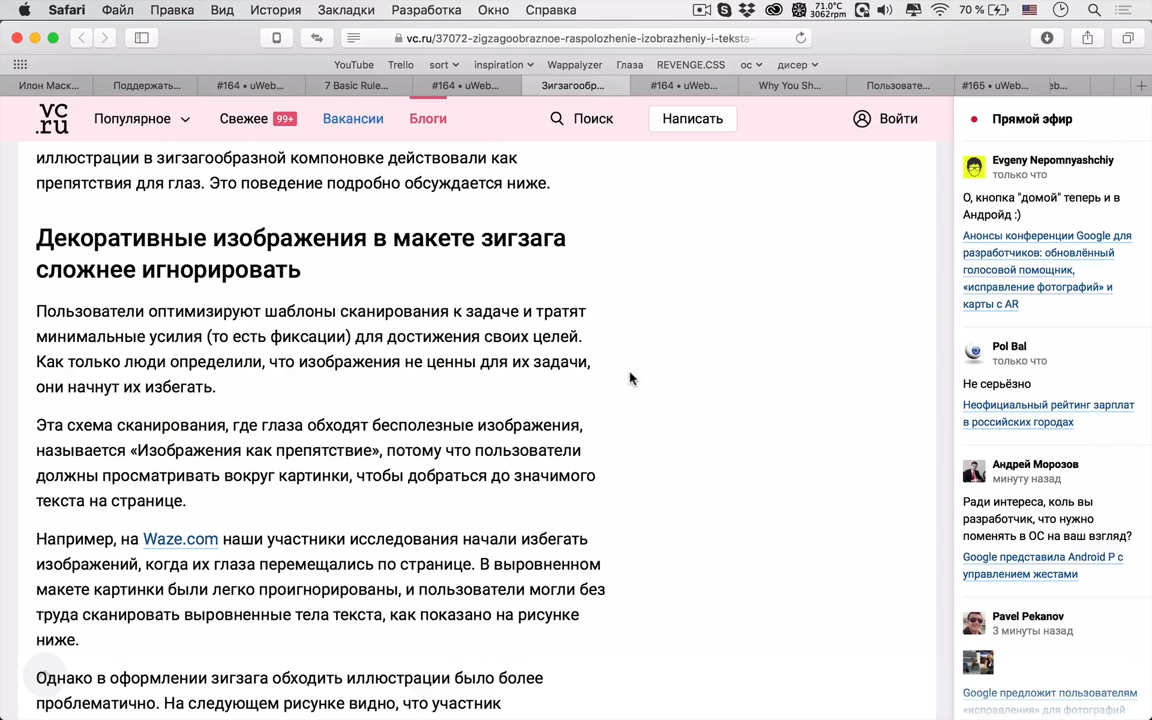 Safari Файл Правка Вид История Закладки Разработка Окно Справка 71.0°C 3062rpm 70 %
vc.ru/37072-zigzagoobraznoe-raspolozhenie-izobrazheniy-i-teksta-
YouTube Trello sort inspiration Wappalyzer Глаза REVENGE.CSS ос дисер
Илон Маск... Поддержать... #164 • uWeb... 7 Basic Rule... #164 • uWeb... Зигзагообр... #164 • uWeb... Why You Sh... Пользовате... #165 • uWeb... eb...
vc.ru Популярное Свежее 99+ Вакансии Блоги Поиск Написать Войти
иллюстрации в зигзагообразной компоновке действовали как
препятствия для глаз. Это поведение подробно обсуждается ниже.
Декоративные изображения в макете зигзага
сложнее игнорировать
Пользователи оптимизируют шаблоны сканирования к задаче и тратят
минимальные усилия (то есть фиксации) для достижения своих целей.
Как только люди определили, что изображения не ценны для их задачи,
они начнут их избегать.
Эта схема сканирования, где глаза обходят бесполезные изображения,
называется «Изображения как препятствие», потому что пользователи
должны просматривать вокруг картинки, чтобы добраться до значимого
текста на странице.
Например, на Waze.com наши участники исследования начали избегать
изображений, когда их глаза перемещались по странице. В выровненном
макете картинки были легко проигнорированы, и пользователи могли без
труда сканировать выровненные тела текста, как показано на рисунке
ниже.
Однако в оформлении зигзага обходить иллюстрации было более
проблематично. На следующем рисунке видно, что участник
Прямой эфир
Evgeny Nepomnyashchiy
только что
О, кнопка "домой" теперь и в
Андройд :)
Анонсы конференции Google для
разработчиков: обновлённый
голосовой помощник,
«исправление фотографий» и
карты с AR
Pol Bal
только что
Не серьёзно
Неофициальный рейтинг зарплат
в российских городах
Андрей Морозов
минуту назад
Ради интереса, коль вы
разработчик, что нужно
поменять в ОС на ваш взгляд?
Google представила Android P с
управлением жестами
Pavel Pekanov
3 минуты назад
Google предложит пользователям
«исправления» для фотографий